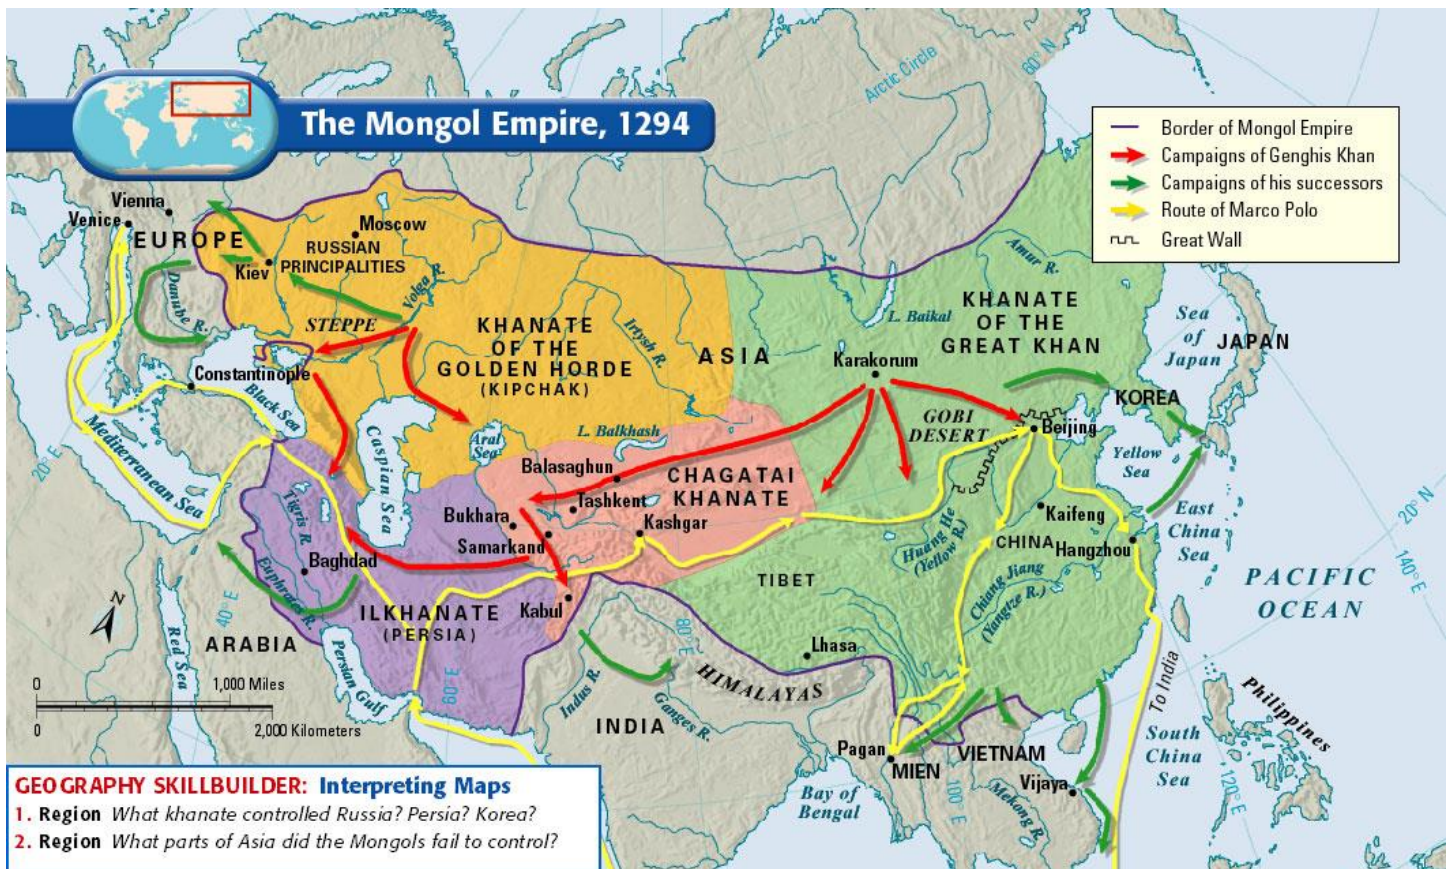 The Mongol Empire, 1294
Arctic Circle
60° N
Border of Mongol Empire
Campaigns of Genghis Khan
Campaigns of his successors
Route of Marco Polo
Great Wall
Vienna
Venice
EUROPE
Moscow
RUSSIAN
PRINCIPALITIES
Kiev
Danube R.
Volga R.
STEPPE
KHANATE
OF THE
GOLDEN HORDE
(KIPCHAK)
Irtysh R.
ASIA
L. Baikal
Amur R.
KHANATE
OF THE
GREAT KHAN
Karakorum
Sea
of
Japan
JAPAN
KOREA
GOBI
DESERT
Beijing
Yellow
Sea
Constantinople
Black Sea
Mediterranean Sea
20° E
Caspian Sea
Aral
Sea
L. Balkhash
Balasaghun
CHAGATAI
KHANATE
Tashkent
Bukhara
Samarkand
Kashgar
Kaifeng
Huang He
(Yellow R.)
CHINA
Hangzhou
East
China
Sea
20° N
140° E
PACIFIC
OCEAN
Tigris R.
Baghdad
Euphrates R.
ILKHANATE
(PERSIA)
Kabul
TIBET
Chiang Jiang
(Yangtze R.)
Lhasa
80° E
HIMALAYAS
N
40° E
ARABIA
Red Sea
Persian Gulf
60° E
Indus R.
Ganges R.
INDIA
0
1,000 Miles
0
2,000 Kilometers
Pagan
MIEN
VIETNAM
Vijaya
Mekong R.
100° E
Bay of
Bengal
To India
South
China
Sea
Philippines
120° E
GEOGRAPHY SKILLBUILDER: Interpreting Maps
1. Region What khanate controlled Russia? Persia? Korea?
2. Region What parts of Asia did the Mongols fail to control?